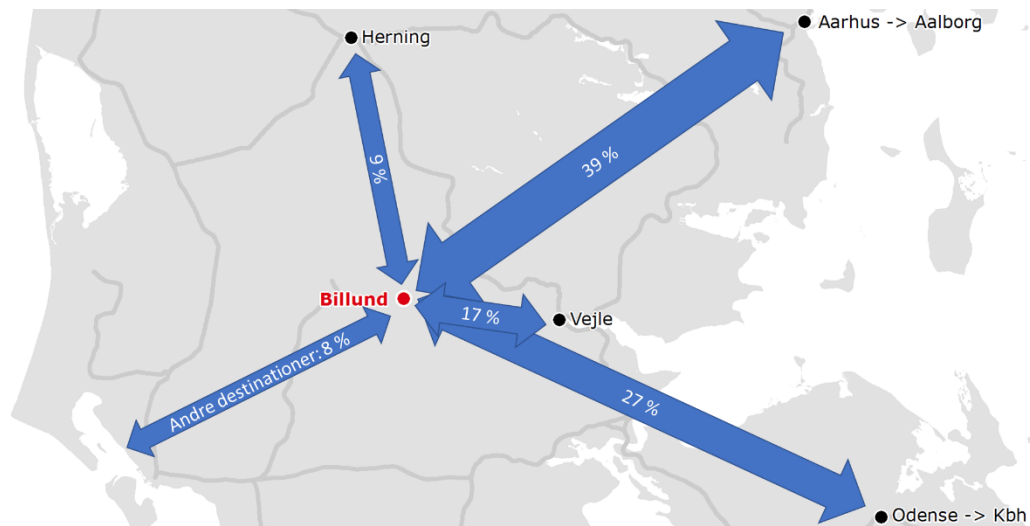 Herning
Aarhus -> Aalborg
9 %
39 %
Billund
17 %
Vejle
Andre destinationer: 8 %
27 %
Odense -> Kbh